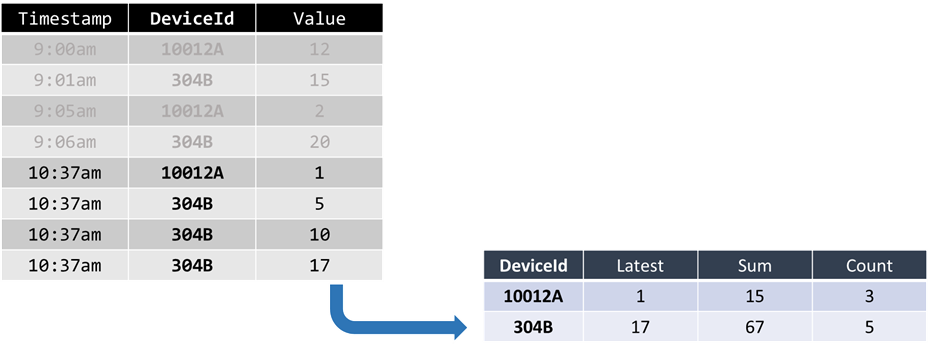 Timestamp DeviceId Value
9:00am 10012A 12
9:01am 304B 15
9:05am 10012A 2
9:06am 304B 20
10:37am 10012A 1
10:37am 304B 5
10:37am 304B 10
10:37am 304B 17
DeviceId Latest Sum Count
10012A 1 15 3
304B 17 67 5